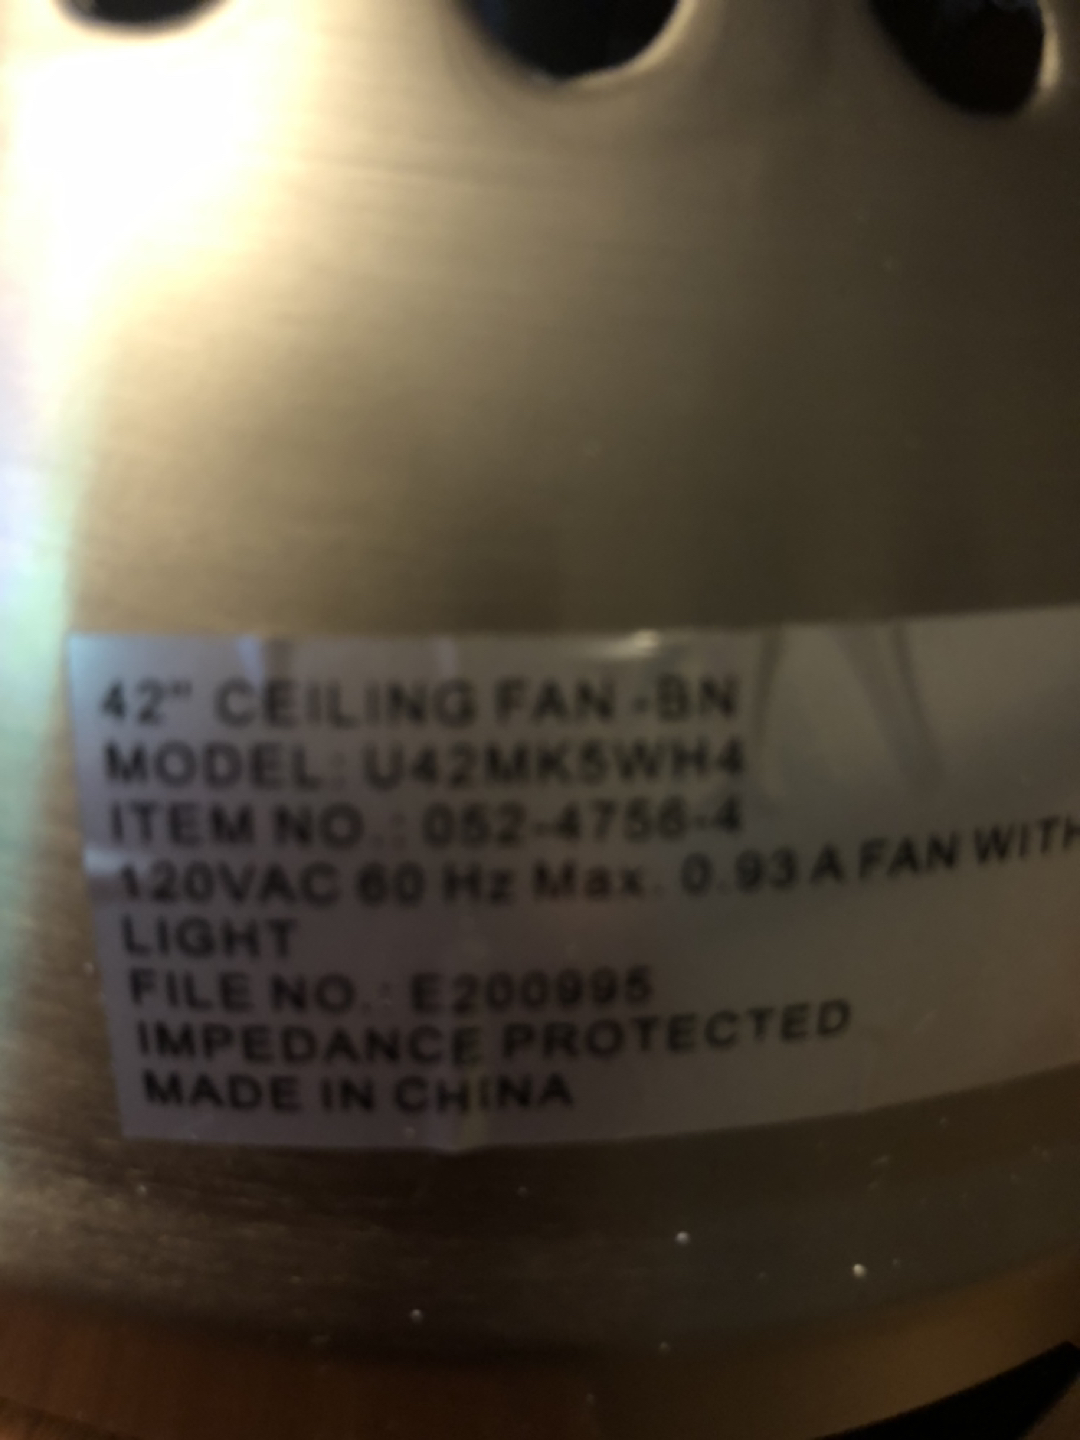 42" CEILING FAN -BN
MODEL: U42MK5WH4
ITEM NO.: 052-4756-4
120VAC 60 Hz Max. 0.93 A FAN WITH
LIGHT
FILE NO.: E200995
IMPEDANCE PROTECTED
MADE IN CHINA